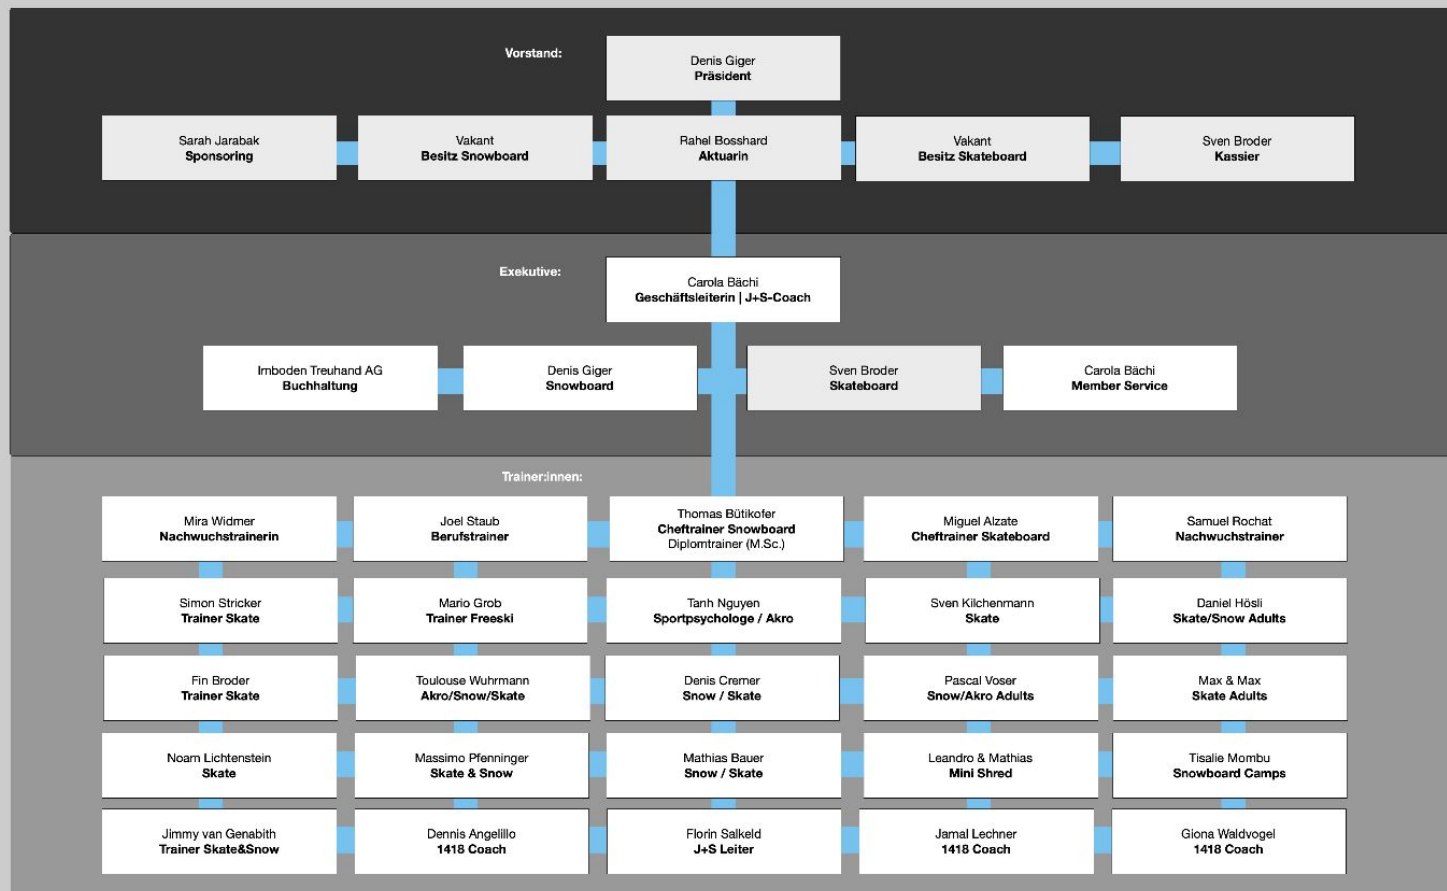 Vorstand:
Denis Giger
Präsident
Sarah Jarabak
Sponsoring
Vakant
Besitz Snowboard
Rahel Bosshard
Aktuarin
Vakant
Besitz Skateboard
Sven Broder
Kassier
Exekutive:
Carola Bächi
Geschäftsleiterin | J+S-Coach
Imboden Treuhand AG
Buchhaltung
Denis Giger
Snowboard
Sven Broder
Skateboard
Carola Bächi
Member Service
Trainer:innen:
Mira Widmer
Nachwuchstrainerin
Joel Staub
Berufstrainer
Thomas Bütikofer
Cheftrainer Snowboard
Diplomtrainer (M.Sc.)
Miguel Alzate
Cheftrainer Skateboard
Samuel Rochat
Nachwuchstrainer
Simon Stricker
Trainer Skate
Mario Grob
Trainer Freeski
Tanh Nguyen
Sportpsychologe / Akro
Sven Kilchenmann
Skate
Daniel Hösli
Skate/Snow Adults
Fin Broder
Trainer Skate
Toulouse Wuhrmann
Akro/Snow/Skate
Denis Cremer
Snow / Skate
Pascal Voser
Snow/Akro Adults
Max & Max
Skate Adults
Noam Lichtenstein
Skate
Massimo Pfenninger
Skate & Snow
Mathias Bauer
Snow / Skate
Leandro & Mathias
Mini Shred
Tisalie Mombu
Snowboard Camps
Jimmy van Genabith
Trainer Skate&Snow
Dennis Angelillo
1418 Coach
Florin Salkeld
J+S Leiter
Jamal Lechner
1418 Coach
Giona Waldvogel
1418 Coach